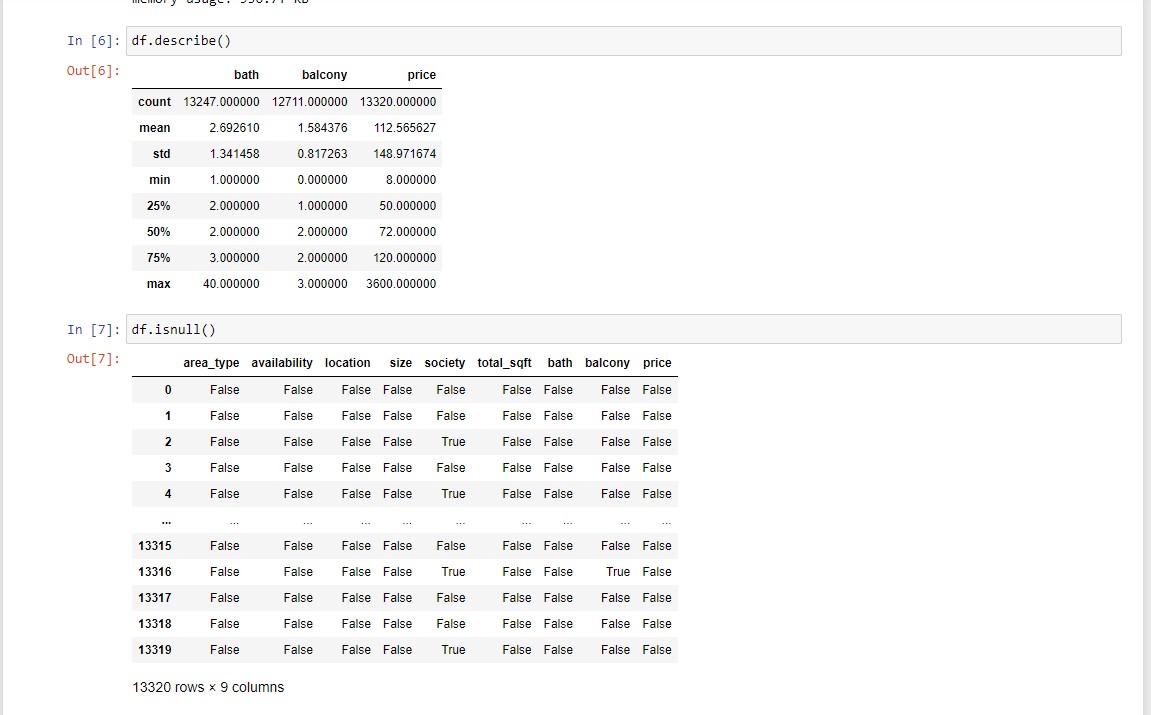 memory usage: 936.7+ KB
In [6]: df.describe()
Out[6]:
bath balcony price
count 13247.000000 12711.000000 13320.000000
mean 2.692610 1.584376 112.565627
std 1.341458 0.817263 148.971674
min 1.000000 0.000000 8.000000
25% 2.000000 1.000000 50.000000
50% 2.000000 2.000000 72.000000
75% 3.000000 2.000000 120.000000
max 40.000000 3.000000 3600.000000
In [7]: df.isnull()
Out[7]:
area_type availability location size society total_sqft bath balcony price
0 False False False False False False False False False
1 False False False False False False False False False
2 False False False False True False False False False
3 False False False False False False False False False
4 False False False False True False False False False
... ... ... ... ... ... ... ... ... ...
13315 False False False False False False False False False
13316 False False False False True False False True False
13317 False False False False False False False False False
13318 False False False False False False False False False
13319 False False False False True False False False False
13320 rows × 9 columns